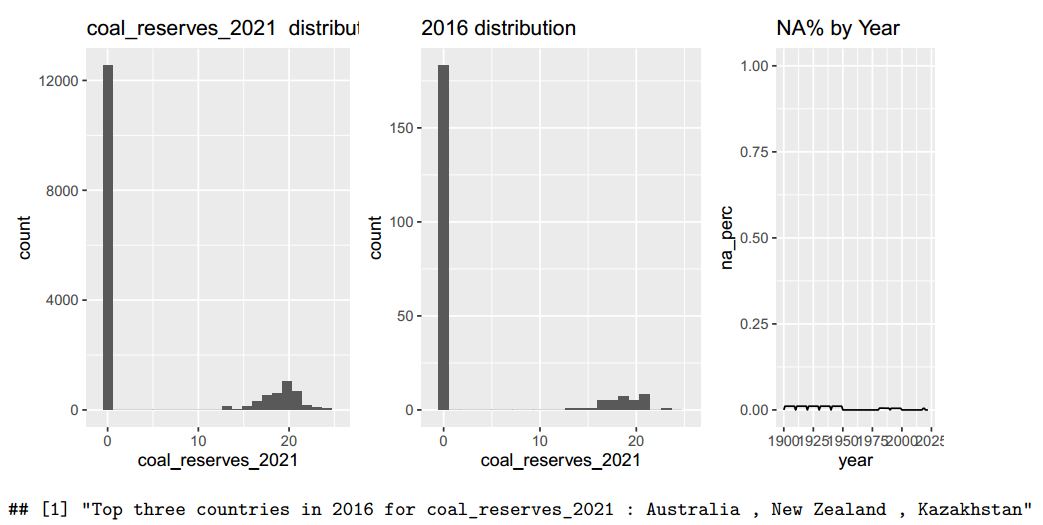 coal_reserves_2021 distribut
12000
8000
4000
0
count
0
10
20
coal_reserves_2021
2016 distribution
150
100
50
0
count
0
10
20
coal_reserves_2021
NA% by Year
1.00
0.75
0.50
0.25
0.00
na_perc
1900
1925
1950
1975
2000
2025
year
## [1] "Top three countries in 2016 for coal_reserves_2021 : Australia , New Zealand , Kazakhstan"